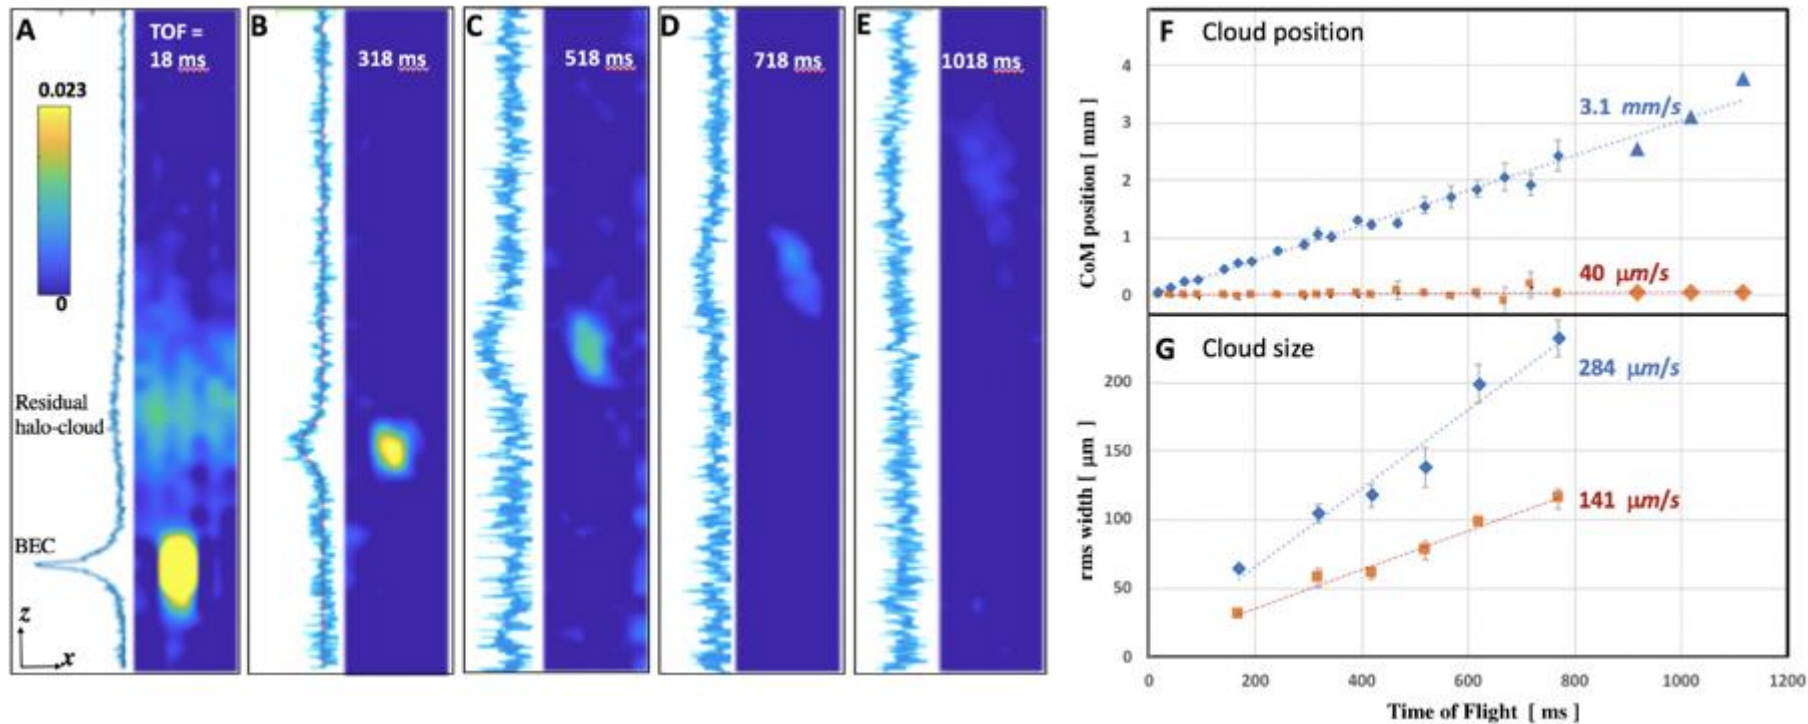 A
TOF =
18 ms
0.023
0
Residual
halo-cloud
BEC
z
x
B
318 ms
C
518 ms
D
718 ms
E
1018 ms
F Cloud position
CoM position [ mm ]
4
3
2
1
0
3.1 mm/s
40 μm/s
G Cloud size
rms width [ μm ]
200
150
100
50
0
284 μm/s
141 μm/s
0 200 400 600 800 1000 1200
Time of Flight [ ms ]